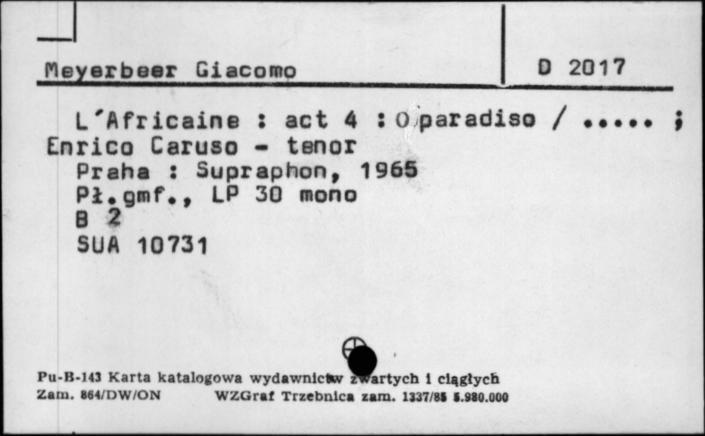 Meyerbeer Giacomo
D 2017
L´Africaine : act 4 : O paradiso / ..... ;
Enrico Caruso - tenor
Praha : Supraphon, 1965
Pł.gmf., LP 30 mono
B 2
SUA 10731
Pu-B-143 Karta katalogowa wydawnictw zwartych i ciągłych
Zam. 864/DW/ON WZGraf Trzebnica zam. 1337/85 5.980.000